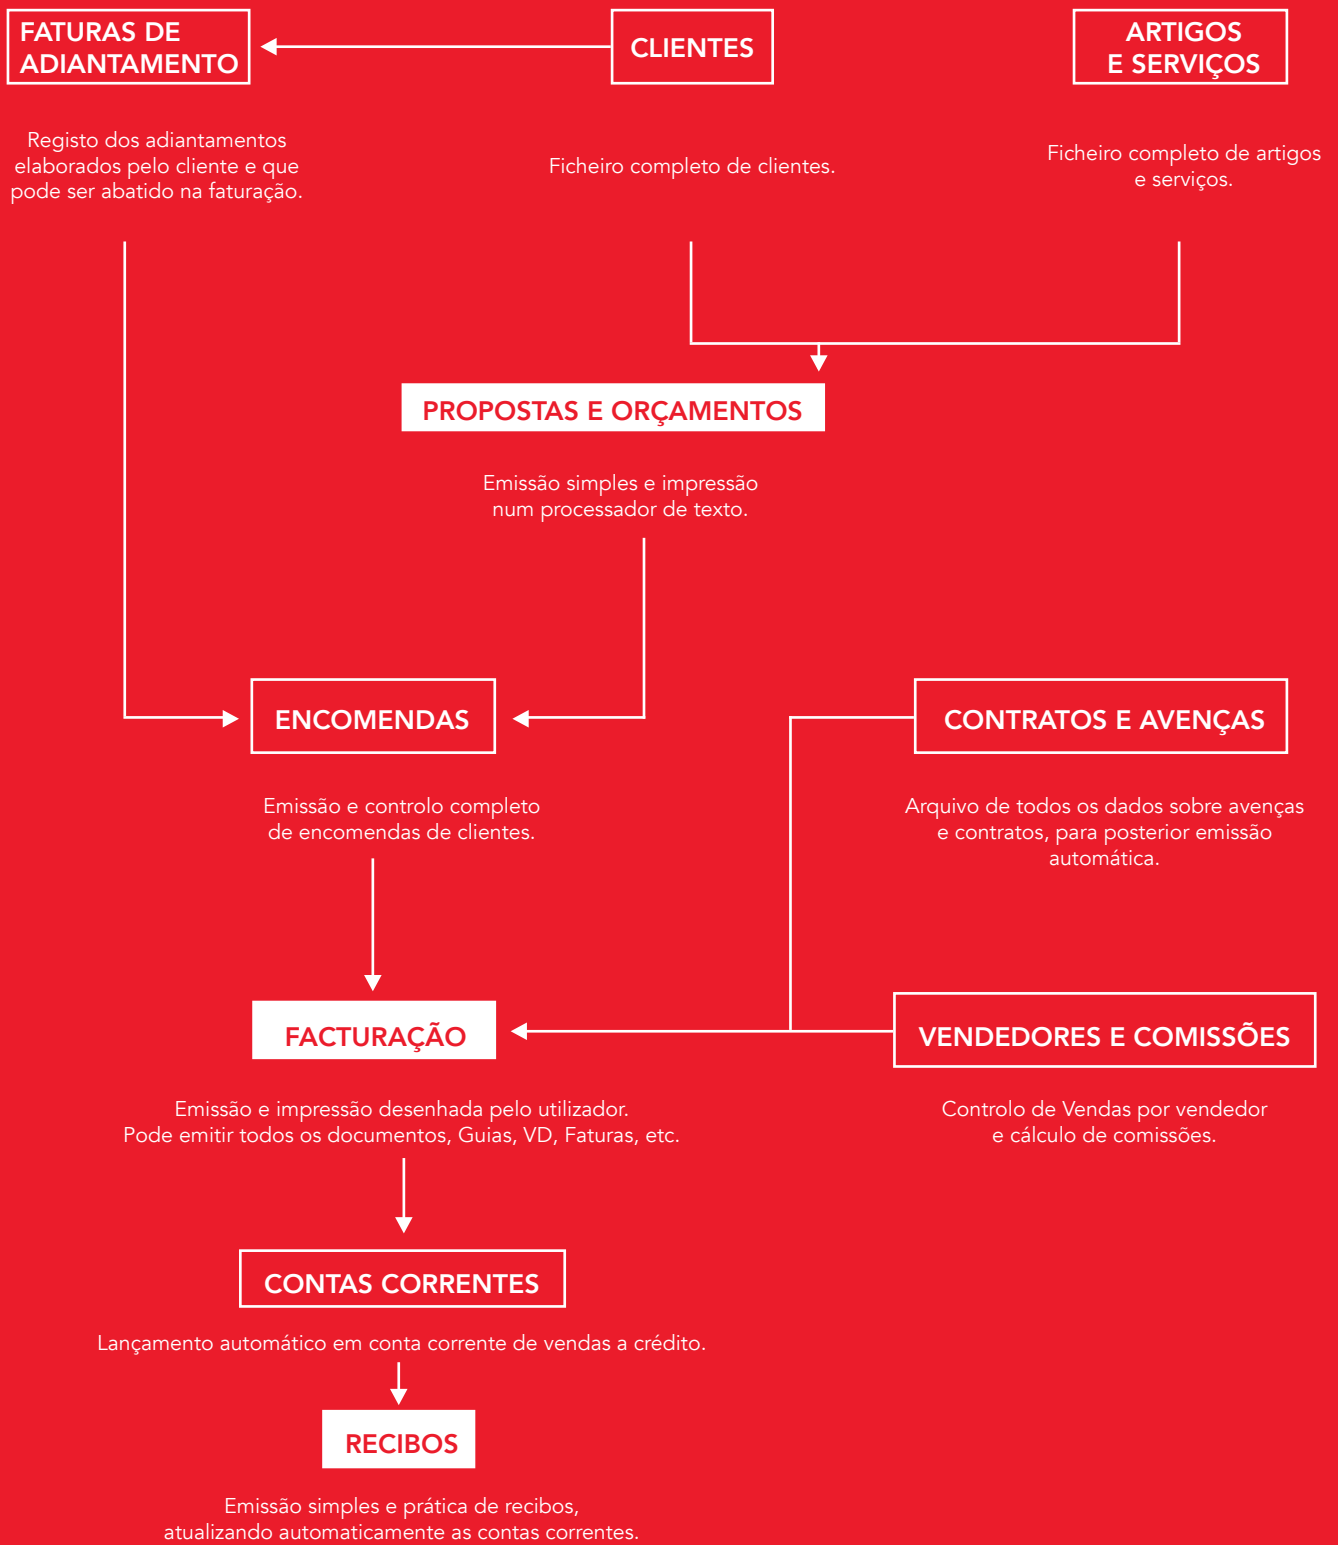 FATURAS DE
ADIANTAMENTO
CLIENTES
ARTIGOS
E SERVIÇOS
Registo dos adiantamentos
elaborados pelo cliente e que
pode ser abatido na faturação.
Ficheiro completo de clientes.
Ficheiro completo de artigos
e serviços.
PROPOSTAS E ORÇAMENTOS
Emissão simples e impressão
num processador de texto.
ENCOMENDAS
CONTRATOS E AVENÇAS
Emissão e controlo completo
de encomendas de clientes.
Arquivo de todos os dados sobre avenças
e contratos, para posterior emissão
automática.
FACTURAÇÃO
VENDEDORES E COMISSÕES
Emissão e impressão desenhada pelo utilizador.
Pode emitir todos os documentos, Guias, VD, Faturas, etc.
Controlo de Vendas por vendedor
e cálculo de comissões.
CONTAS CORRENTES
Lançamento automático em conta corrente de vendas a crédito.
RECIBOS
Emissão simples e prática de recibos,
atualizando automaticamente as contas correntes.